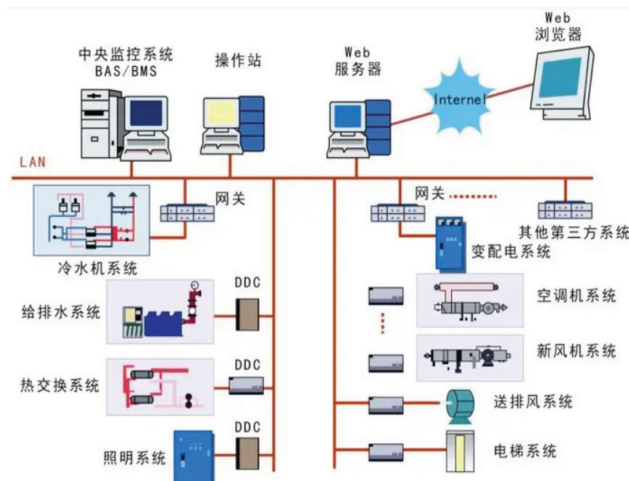 Web
浏览器
中央监控系统
BAS/BMS
操作站
Web
服务器
Internet
LAN
网关
网关
其他第三方系统
冷水机系统
变配电系统
DDC
给排水系统
空调机系统
DDC
热交换系统
新风机系统
DDC
送排风系统
照明系统
电梯系统